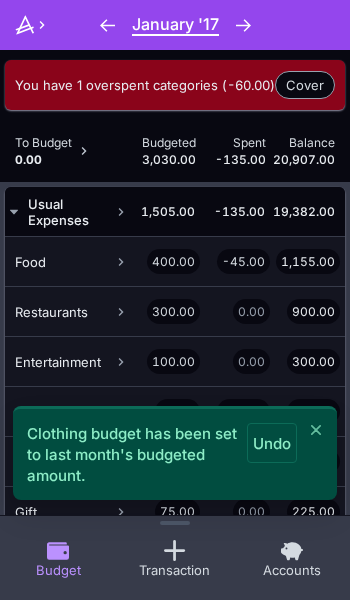 January '17
You have 1 overspent categories (-60.00) Cover
To Budget Budgeted Spent Balance
0.00 3,030.00 -135.00 20,907.00
Usual Expenses 1,505.00 -135.00 19,382.00
Food 400.00 -45.00 1,155.00
Restaurants 300.00 0.00 900.00
Entertainment 100.00 0.00 300.00
Clothing budget has been set
to last month's budgeted
amount.
Undo
Gift 75.00 0.00 225.00
Budget Transaction Accounts